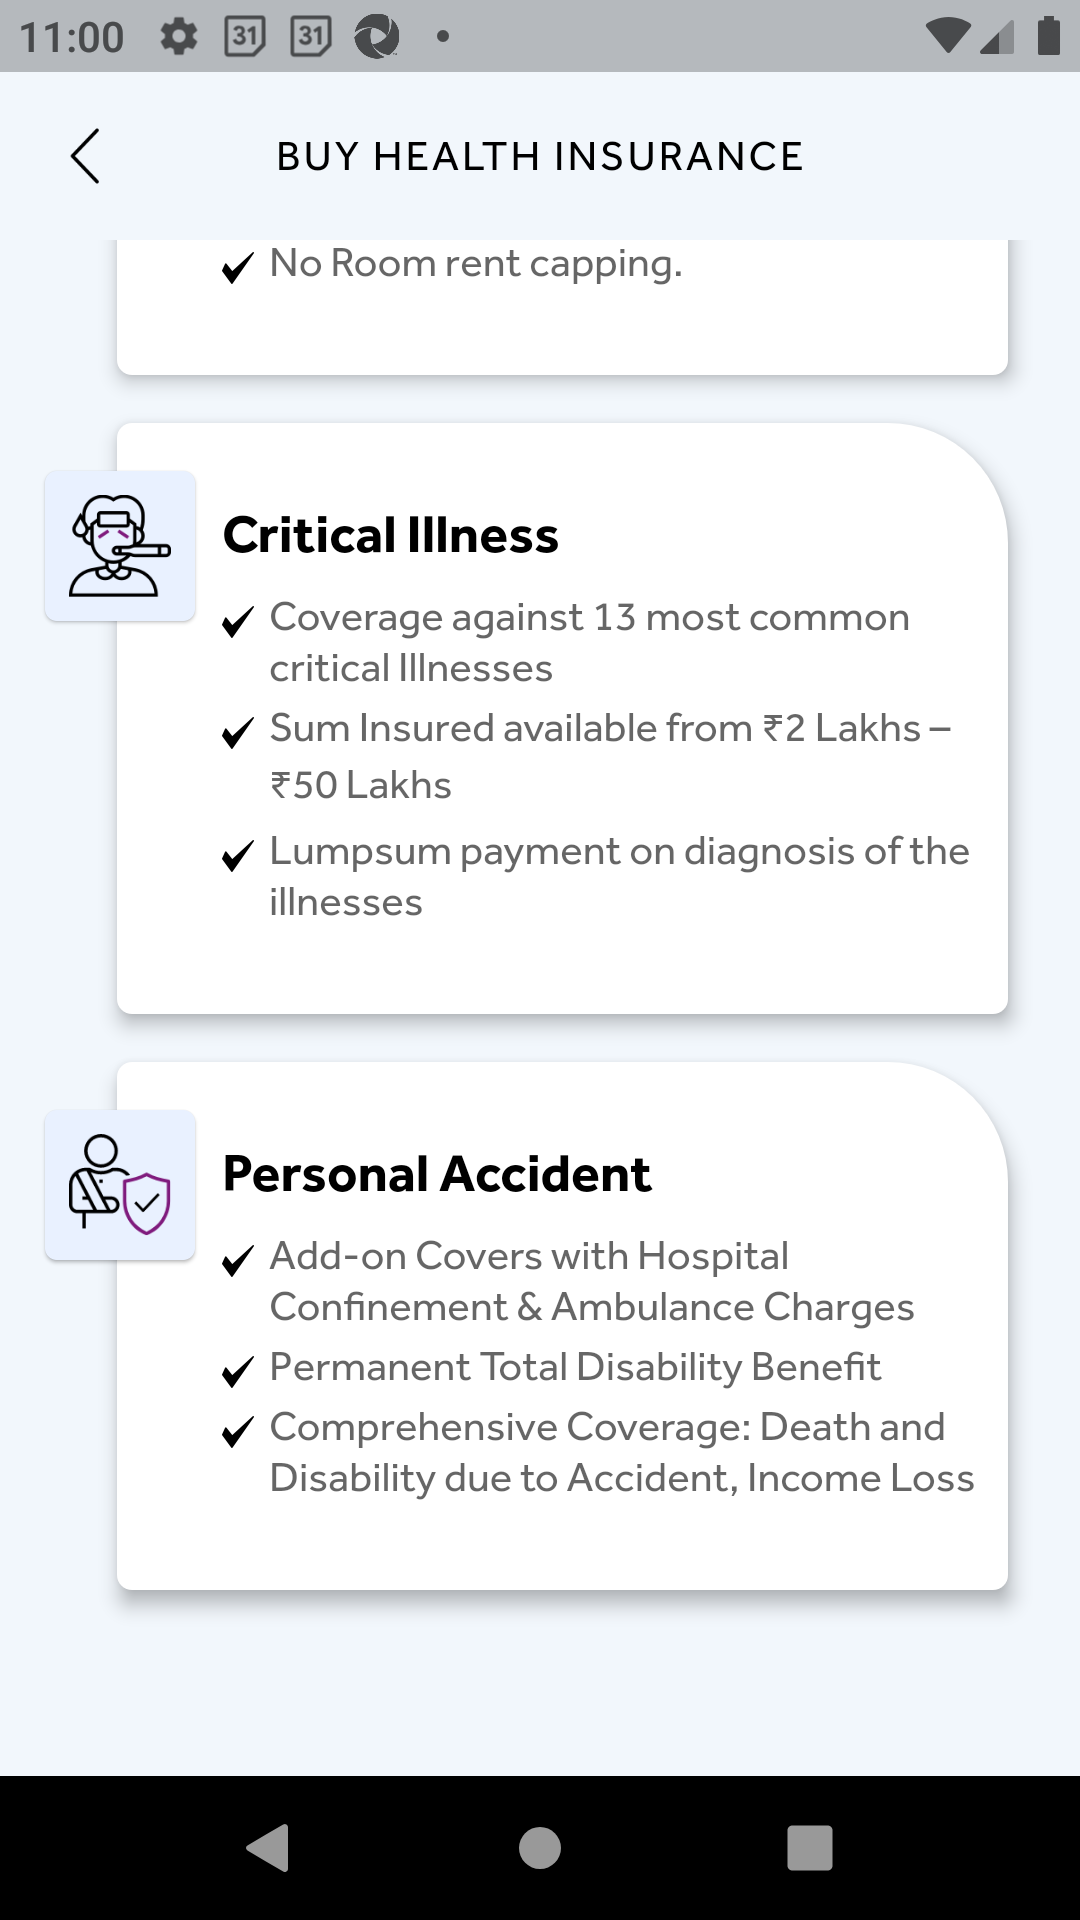 11:00
31
31
BUY HEALTH INSURANCE
No Room rent capping.
Critical Illness
Coverage against 13 most common
critical Illnesses
Sum Insured available from ₹2 Lakhs –
₹50 Lakhs
Lumpsum payment on diagnosis of the
illnesses
Personal Accident
Add-on Covers with Hospital
Confinement & Ambulance Charges
Permanent Total Disability Benefit
Comprehensive Coverage: Death and
Disability due to Accident, Income Loss